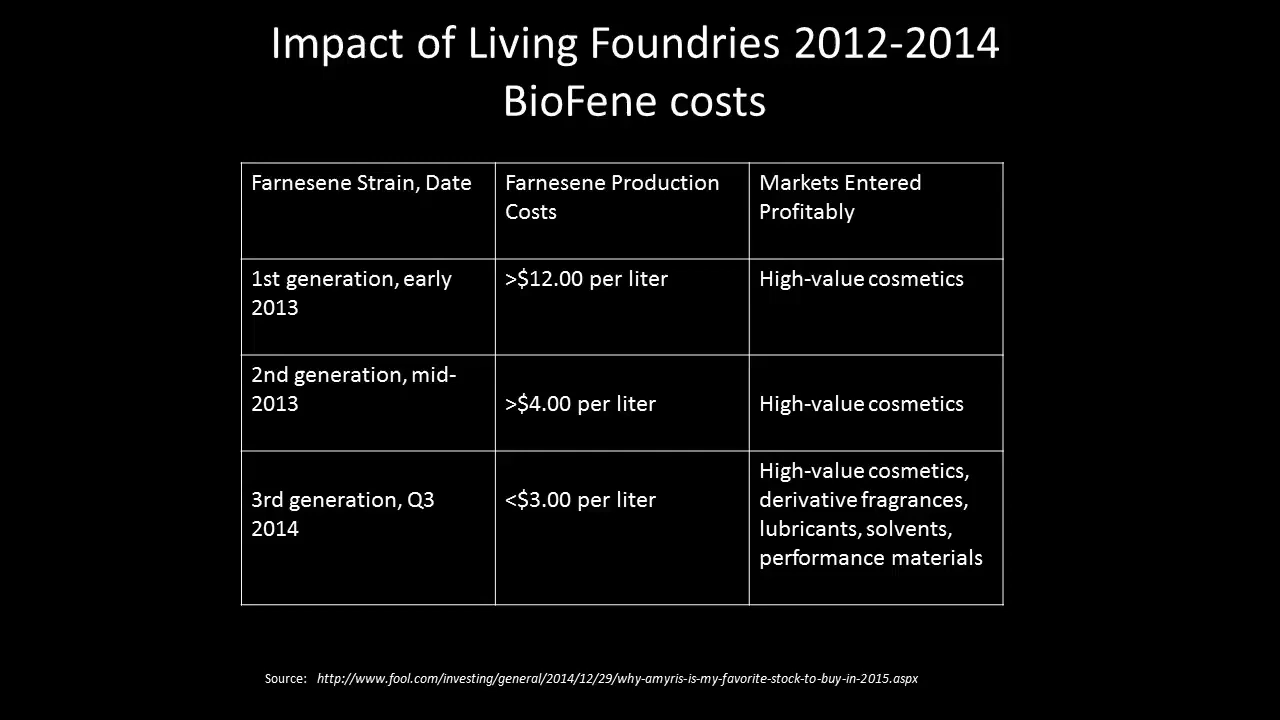 Impact of Living Foundries 2012-2014
BioFene costs
Farnesene Strain, Date
Farnesene Production
Costs
Markets Entered
Profitably
1st generation, early
2013
>$12.00 per liter
High-value cosmetics
2nd generation, mid-
2013
>$4.00 per liter
High-value cosmetics
3rd generation, Q3
2014
<$3.00 per liter
High-value cosmetics,
derivative fragrances,
lubricants, solvents,
performance materials
Source: http://www.fool.com/investing/general/2014/12/29/why-amyris-is-my-favorite-stock-to-buy-in-2015.aspx